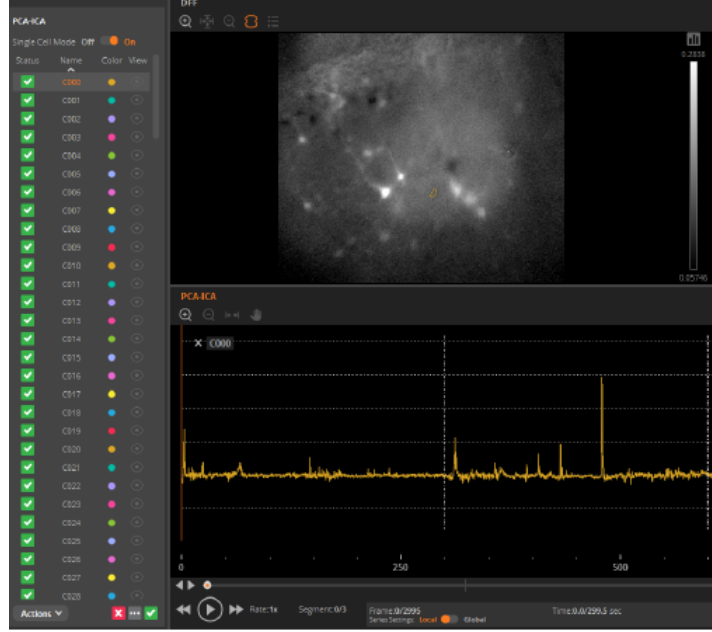 DFF
PCA-ICA
Single Cell Mode Off On
Status Name Color View
0.2838
C000
C001
C002
C003
C004
C005
C006
C007
C008
C009
C010
C011
0.05746
C012
PCA-ICA
C013
C014
× C000
C015
C016
C017
C018
C019
C020
C021
C022
C023
C024
C025
C026
0 250 500
C027
C028
Actions
Rate:1x Segment:0/3 Frame:0/2995 Time:0.0/299.5 sec
Series Settings: Local Global